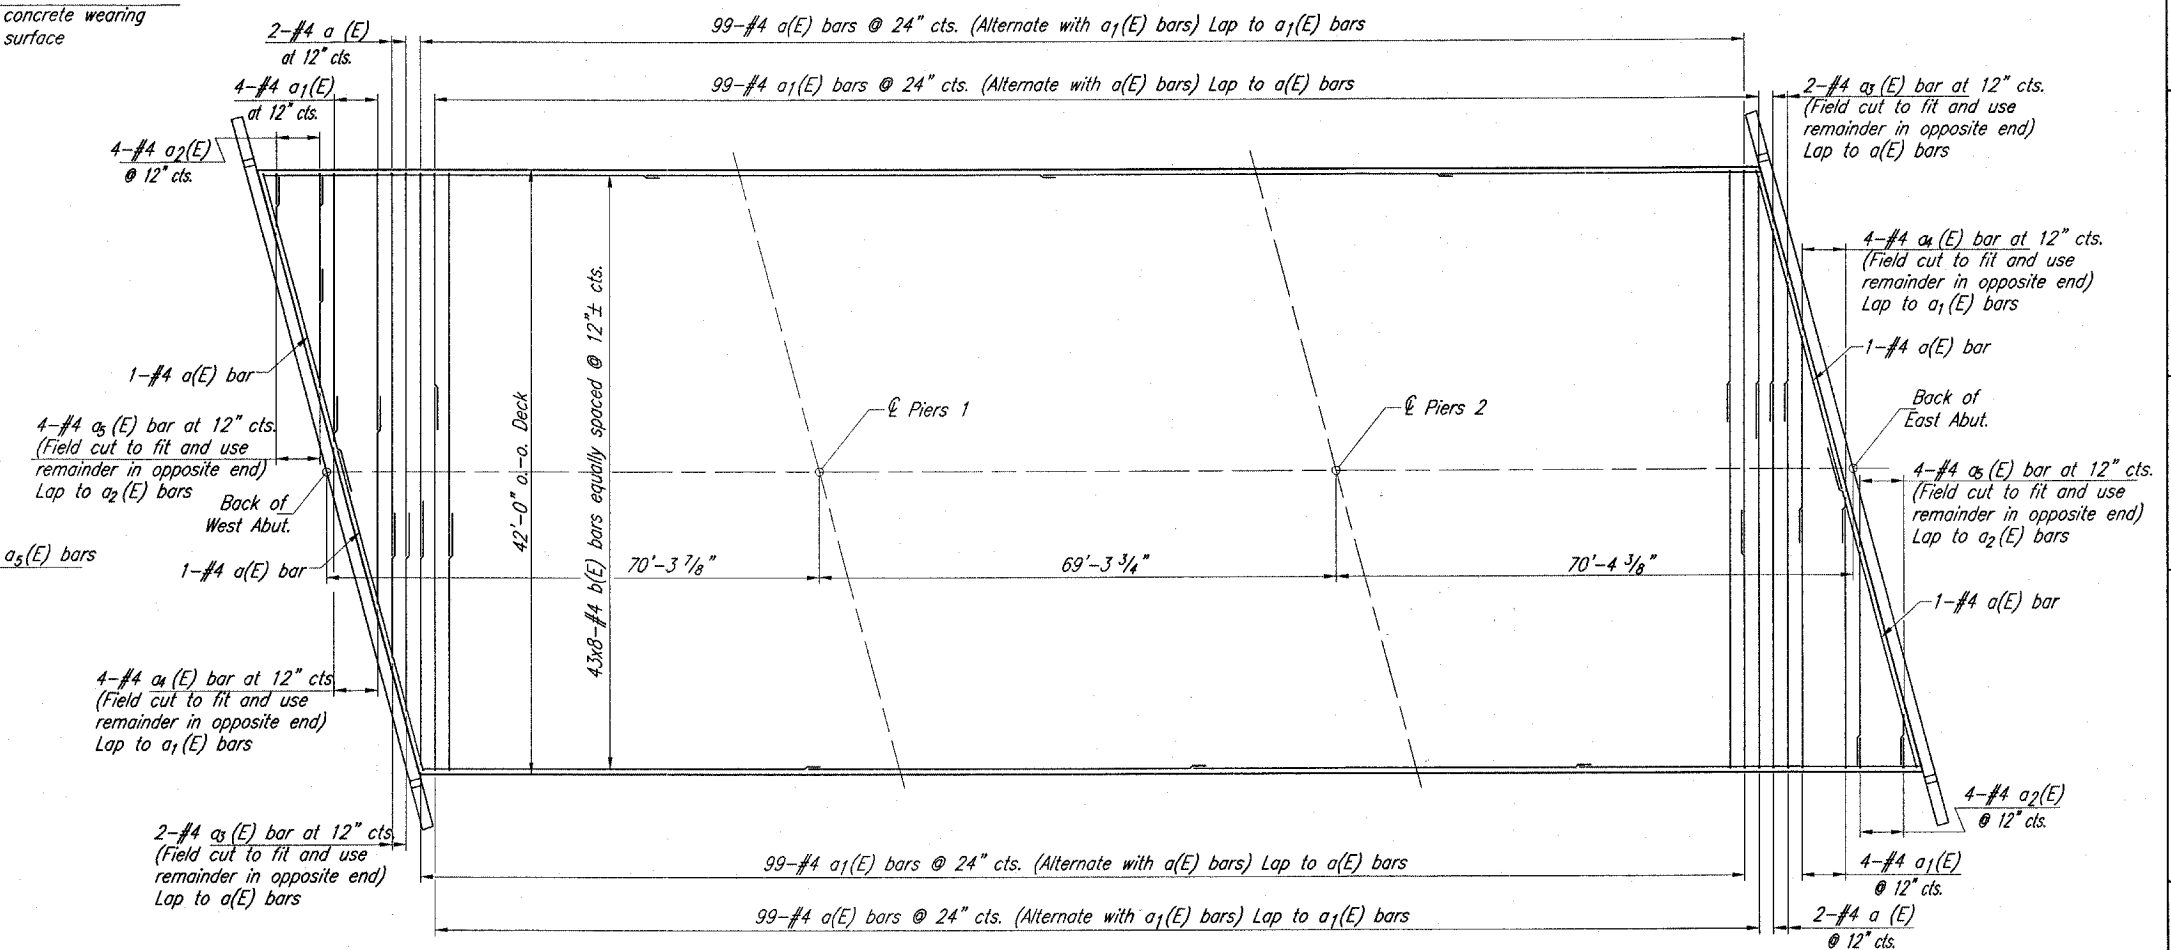 concrete wearing
surface
2-#4 a (E)
at 12" cts.
99-#4 a(E) bars @ 24" cts. (Alternate with a1(E) bars) Lap to a1(E) bars
4-#4 a1(E)
at 12" cts.
99-#4 a1(E) bars @ 24" cts. (Alternate with a(E) bars) Lap to a(E) bars
2-#4 a3(E) bar at 12" cts.
(Field cut to fit and use
remainder in opposite end)
Lap to a(E) bars
4-#4 a2(E)
@ 12" cts.
4-#4 a4(E) bar at 12" cts.
(Field cut to fit and use
remainder in opposite end)
Lap to a1(E) bars
1-#4 a(E) bar
1-#4 a(E) bar
42'-0" o.-o. Deck
43x8-#4 b(E) bars equally spaced @ 12"± cts.
℄ Piers 1
℄ Piers 2
Back of
East Abut.
4-#4 a5(E) bar at 12" cts.
(Field cut to fit and use
remainder in opposite end)
Lap to a2(E) bars
Back of
West Abut.
4-#4 a5(E) bar at 12" cts.
(Field cut to fit and use
remainder in opposite end)
Lap to a2(E) bars
a5(E) bars
1-#4 a(E) bar
70'-3 7/8"
69'-3 3/4"
70'-4 3/8"
1-#4 a(E) bar
4-#4 a4(E) bar at 12" cts
(Field cut to fit and use
remainder in opposite end)
Lap to a1(E) bars
4-#4 a2(E)
@ 12" cts.
2-#4 a3(E) bar at 12" cts
(Field cut to fit and use
remainder in opposite end)
Lap to a(E) bars
99-#4 a1(E) bars @ 24" cts. (Alternate with a(E) bars) Lap to a(E) bars
4-#4 a1(E)
@ 12" cts.
99-#4 a(E) bars @ 24" cts. (Alternate with a1(E) bars) Lap to a1(E) bars
2-#4 a (E)
@ 12" cts.